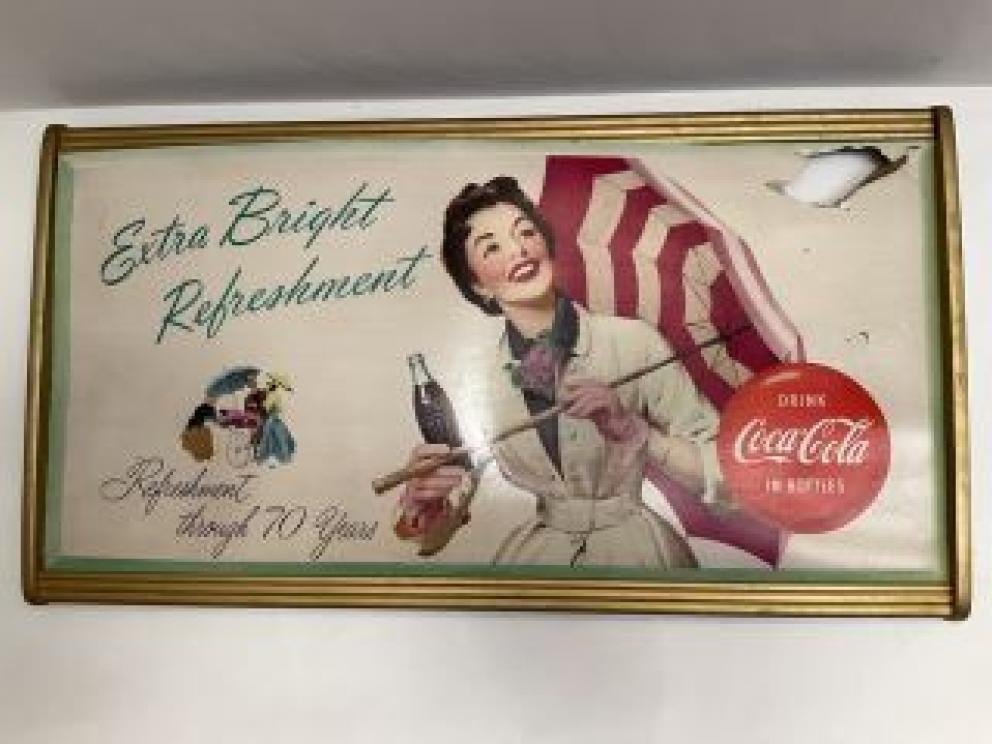 Extra Bright
Refreshment
Refreshment
through 70 Years
DRINK
Coca-Cola
IN BOTTLES